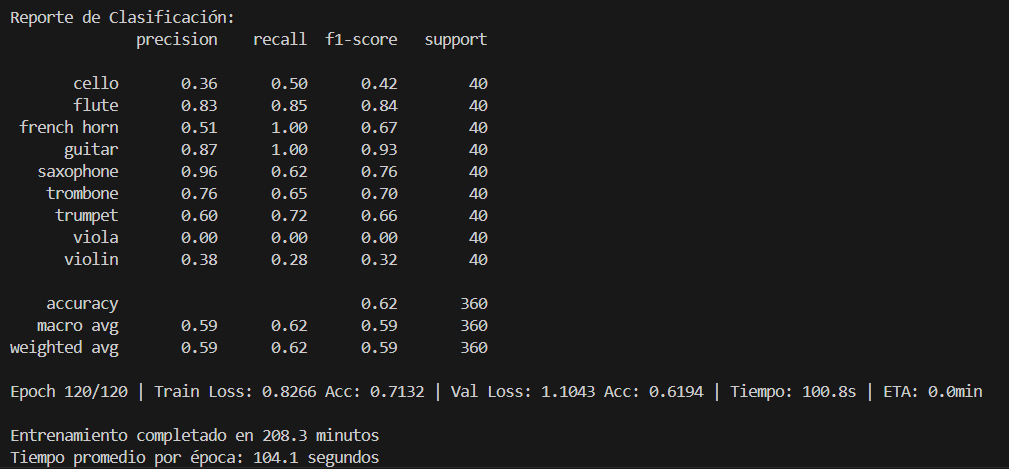 Reporte de Clasificación:
precision recall f1-score support
cello 0.36 0.50 0.42 40
flute 0.83 0.85 0.84 40
french horn 0.51 1.00 0.67 40
guitar 0.87 1.00 0.93 40
saxophone 0.96 0.62 0.76 40
trombone 0.76 0.65 0.70 40
trumpet 0.60 0.72 0.66 40
viola 0.00 0.00 0.00 40
violin 0.38 0.28 0.32 40
accuracy 0.62 360
macro avg 0.59 0.62 0.59 360
weighted avg 0.59 0.62 0.59 360
Epoch 120/120 | Train Loss: 0.8266 Acc: 0.7132 | Val Loss: 1.1043 Acc: 0.6194 | Tiempo: 100.8s | ETA: 0.0min
Entrenamiento completado en 208.3 minutos
Tiempo promedio por época: 104.1 segundos